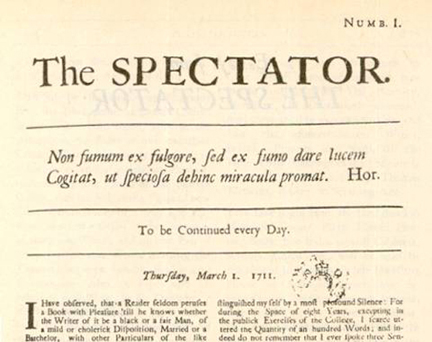 NUMB. I.
The SPECTATOR.
Non fumum ex fulgore, ſed ex fumo dare lucem
Cogitat, ut ſpecioſa dehinc miracula promat. Hor.
To be Continued every Day.
Thurſday, March 1. 1711.
I Have obſerved, that a Reader ſeldom peruſes
a Book with Pleaſure 'till he knows whether
the Writer of it be a black or a fair Man, of
a mild or cholerick Diſpoſition, Married or a
Batchelor, with other Particulars of the like
ſtinguiſhed my ſelf by a moſt profound Silence: For
during the Space of eight Years, excepting in
the publick Exerciſes of the College, I ſcarce ut-
tered the Quantity of an hundred Words; and in-
deed do not remember that I ever ſpoke three Sen-